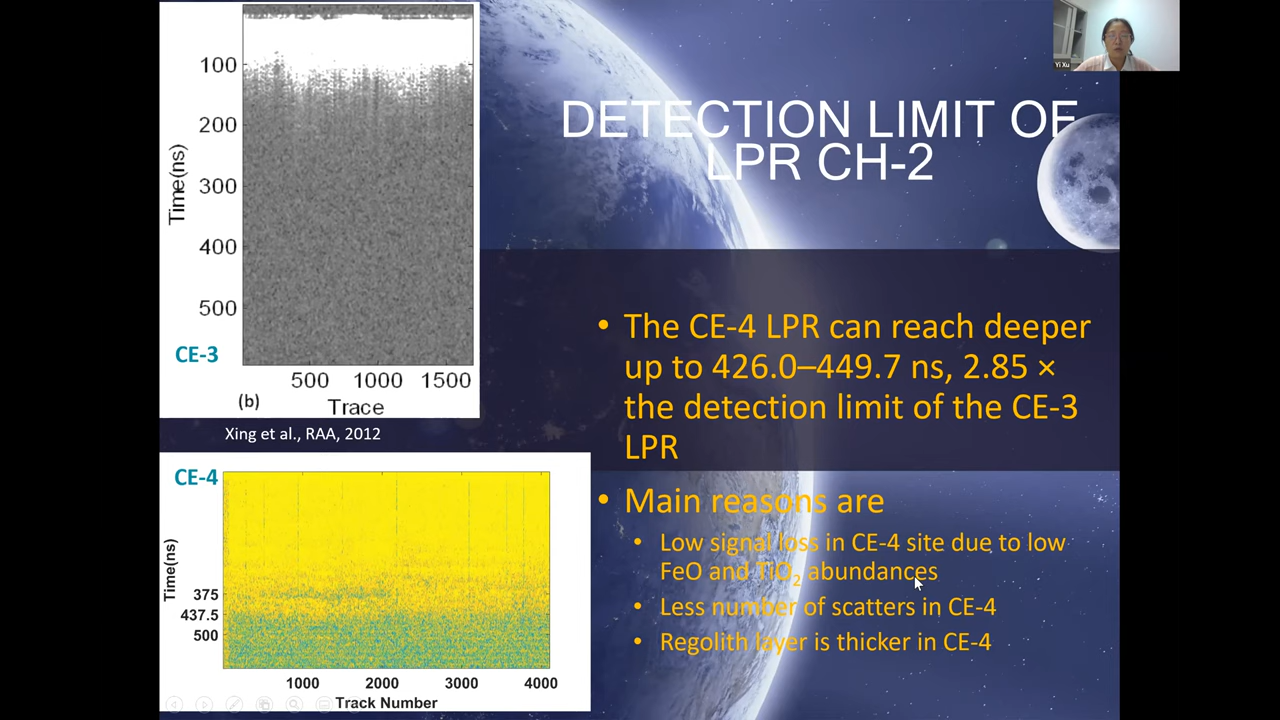 DETECTION LIMIT OF
LPR CH-2
Yi Xu
100
200
300
400
500
Time(ns)
CE-3
500 1000 1500
(b)
Trace
Xing et al., RAA, 2012
CE-4
Time(ns)
375
437.5
500
1000 2000 3000 4000
Track Number
• The CE-4 LPR can reach deeper
up to 426.0–449.7 ns, 2.85 ×
the detection limit of the CE-3
LPR
• Main reasons are
• Low signal loss in CE-4 site due to low
FeO and TiO₂ abundances
• Less number of scatters in CE-4
• Regolith layer is thicker in CE-4